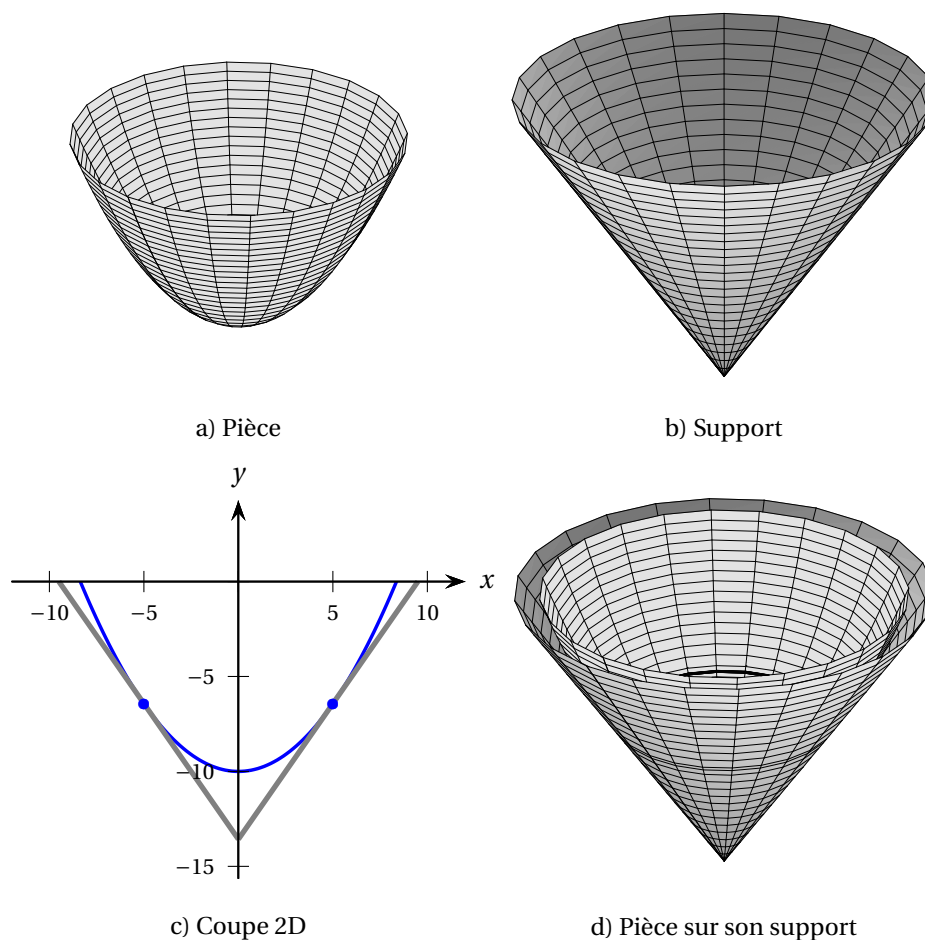 a) Pièce
b) Support
y
x
−10
−5
5
10
−5
−10
−15
c) Coupe 2D
d) Pièce sur son support